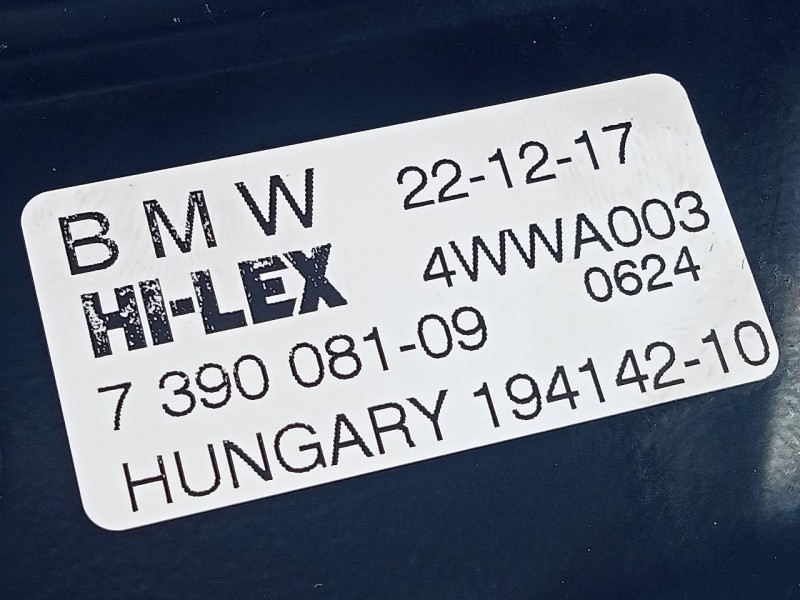 BMW 22-12-17
HI-LEX 4WWA003
0624
7 390 081-09
HUNGARY 194142-10